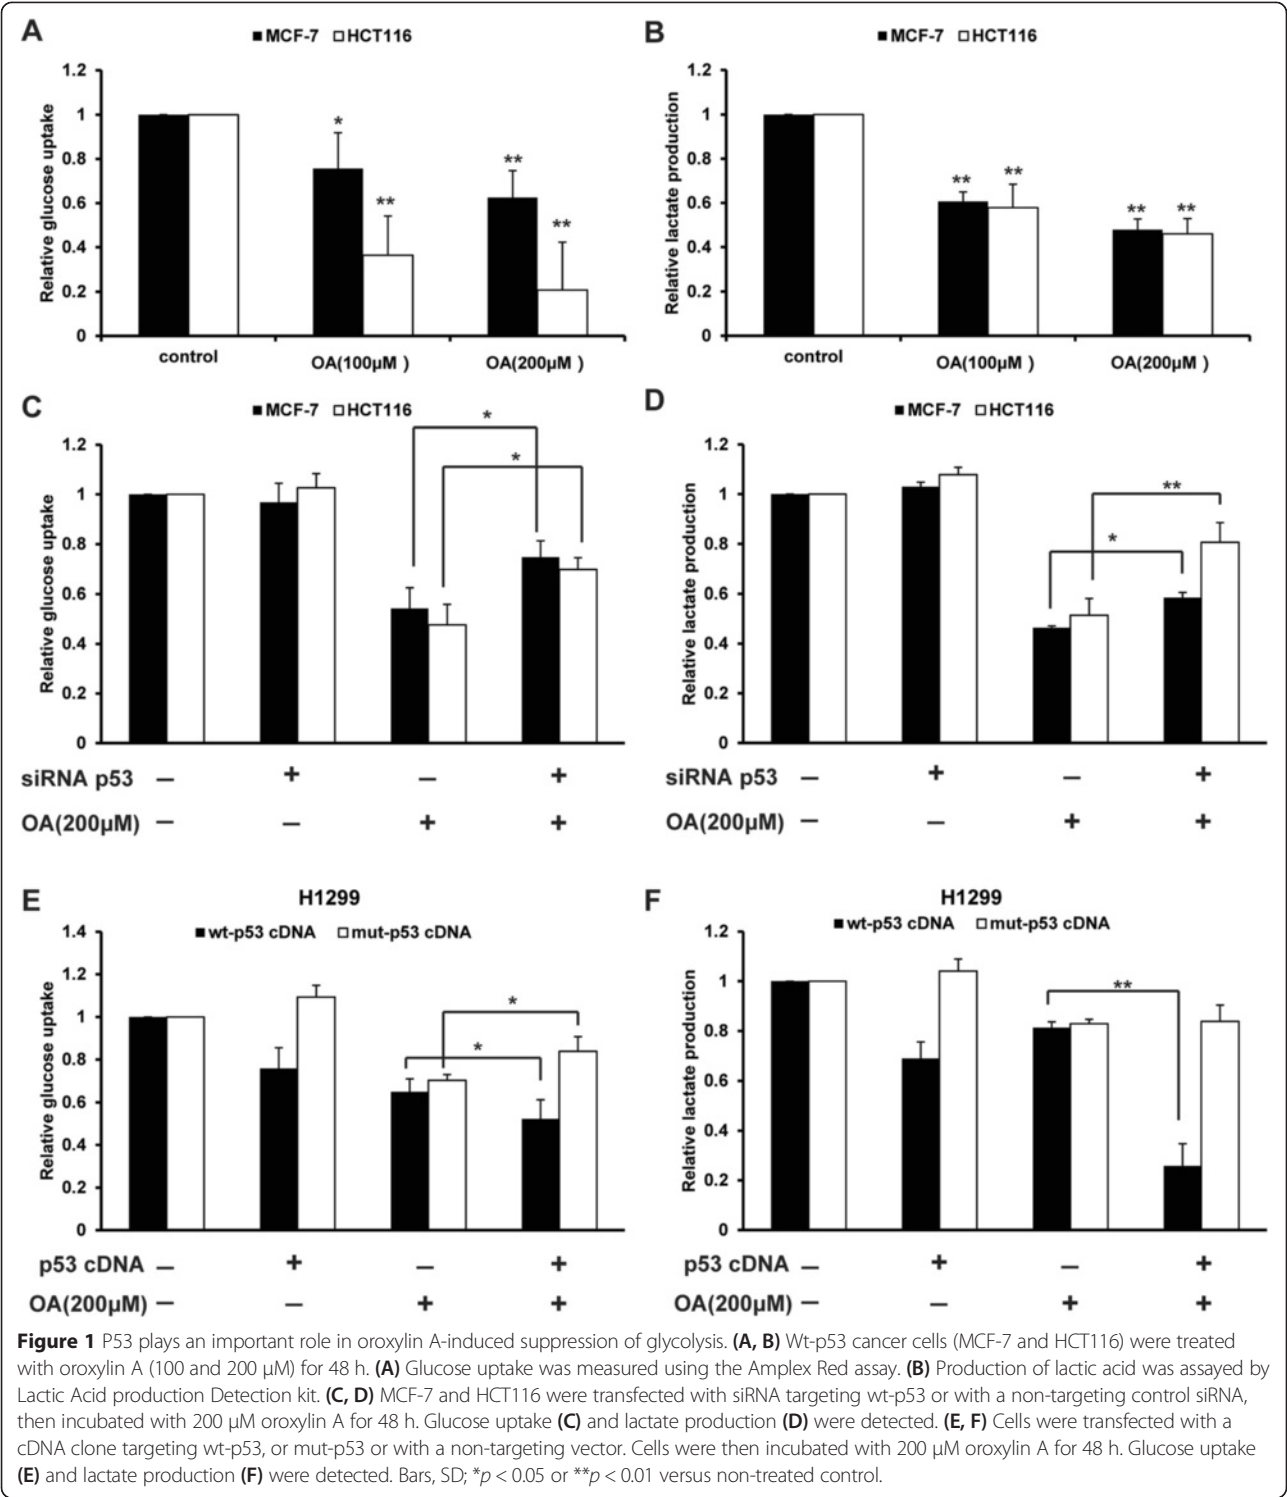 A
■MCF-7 □HCT116
Relative glucose uptake
1.2
1
0.8
0.6
0.4
0.2
0
*
**
**
**
control
OA(100µM )
OA(200µM )
B
■MCF-7 □HCT116
Relative lactate production
1.2
1
0.8
0.6
0.4
0.2
0
**
**
**
**
control
OA(100µM )
OA(200µM )
C
■MCF-7 □HCT116
Relative glucose uptake
1.2
1
0.8
0.6
0.4
0.2
0
*
*
siRNA p53 – + – +
OA(200µM) – – + +
D
■MCF-7 □HCT116
Relative lactate production
1.2
1
0.8
0.6
0.4
0.2
0
**
*
siRNA p53 – + – +
OA(200µM) – – + +
E
H1299
■wt-p53 cDNA □mut-p53 cDNA
Relative glucose uptake
1.4
1.2
1
0.8
0.6
0.4
0.2
0
*
*
p53 cDNA – + – +
OA(200µM) – – + +
F
H1299
■wt-p53 cDNA □mut-p53 cDNA
Relative lactate production
1.2
1
0.8
0.6
0.4
0.2
0
**
p53 cDNA – + – +
OA(200µM) – – + +
Figure 1 P53 plays an important role in oroxylin A-induced suppression of glycolysis. (A, B) Wt-p53 cancer cells (MCF-7 and HCT116) were treated
with oroxylin A (100 and 200 µM) for 48 h. (A) Glucose uptake was measured using the Amplex Red assay. (B) Production of lactic acid was assayed by
Lactic Acid production Detection kit. (C, D) MCF-7 and HCT116 were transfected with siRNA targeting wt-p53 or with a non-targeting control siRNA,
then incubated with 200 µM oroxylin A for 48 h. Glucose uptake (C) and lactate production (D) were detected. (E, F) Cells were transfected with a
cDNA clone targeting wt-p53, or mut-p53 or with a non-targeting vector. Cells were then incubated with 200 µM oroxylin A for 48 h. Glucose uptake
(E) and lactate production (F) were detected. Bars, SD; *p < 0.05 or **p < 0.01 versus non-treated control.